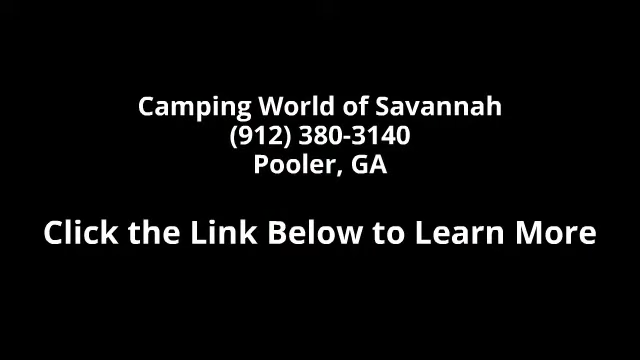 Camping World of Savannah
(912) 380-3140
Pooler, GA
Click the Link Below to Learn More